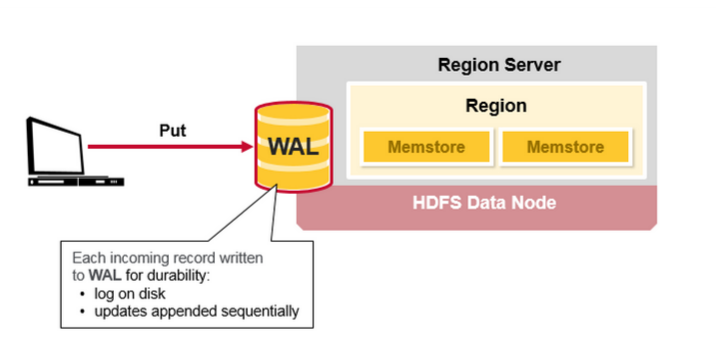 Region Server
Region
Put
WAL
Memstore Memstore
HDFS Data Node
Each incoming record written
to WAL for durability:
• log on disk
• updates appended sequentially